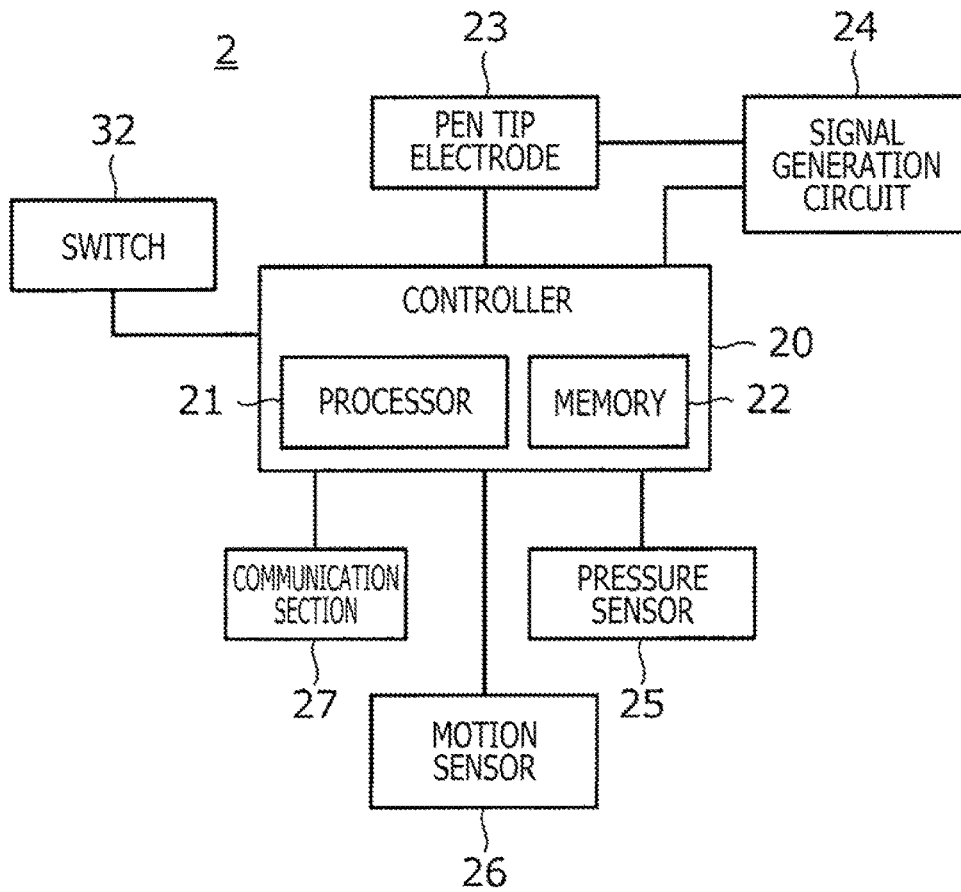 2
23
24
32
PEN TIP
ELECTRODE
SIGNAL
GENERATION
CIRCUIT
SWITCH
CONTROLLER
20
21
PROCESSOR
MEMORY
22
COMMUNICATION
SECTION
PRESSURE
SENSOR
27
25
MOTION
SENSOR
26